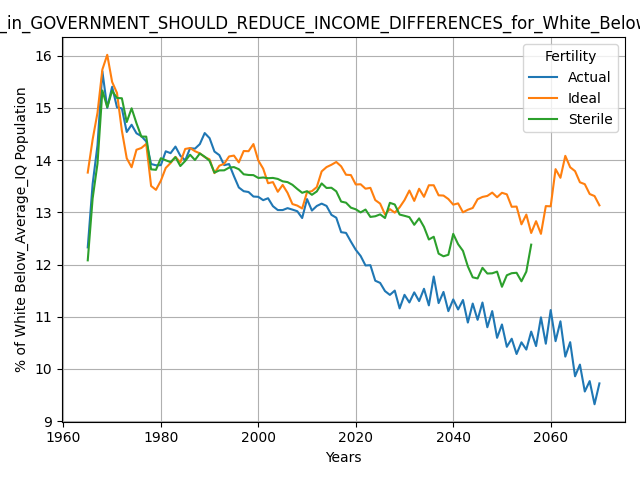 _in_GOVERNMENT_SHOULD_REDUCE_INCOME_DIFFERENCES_for_White_Below
% of White Below_Average_IQ Population
16
15
14
13
12
11
10
9
Fertility
Actual
Ideal
Sterile
1960
1980
2000
2020
2040
2060
Years